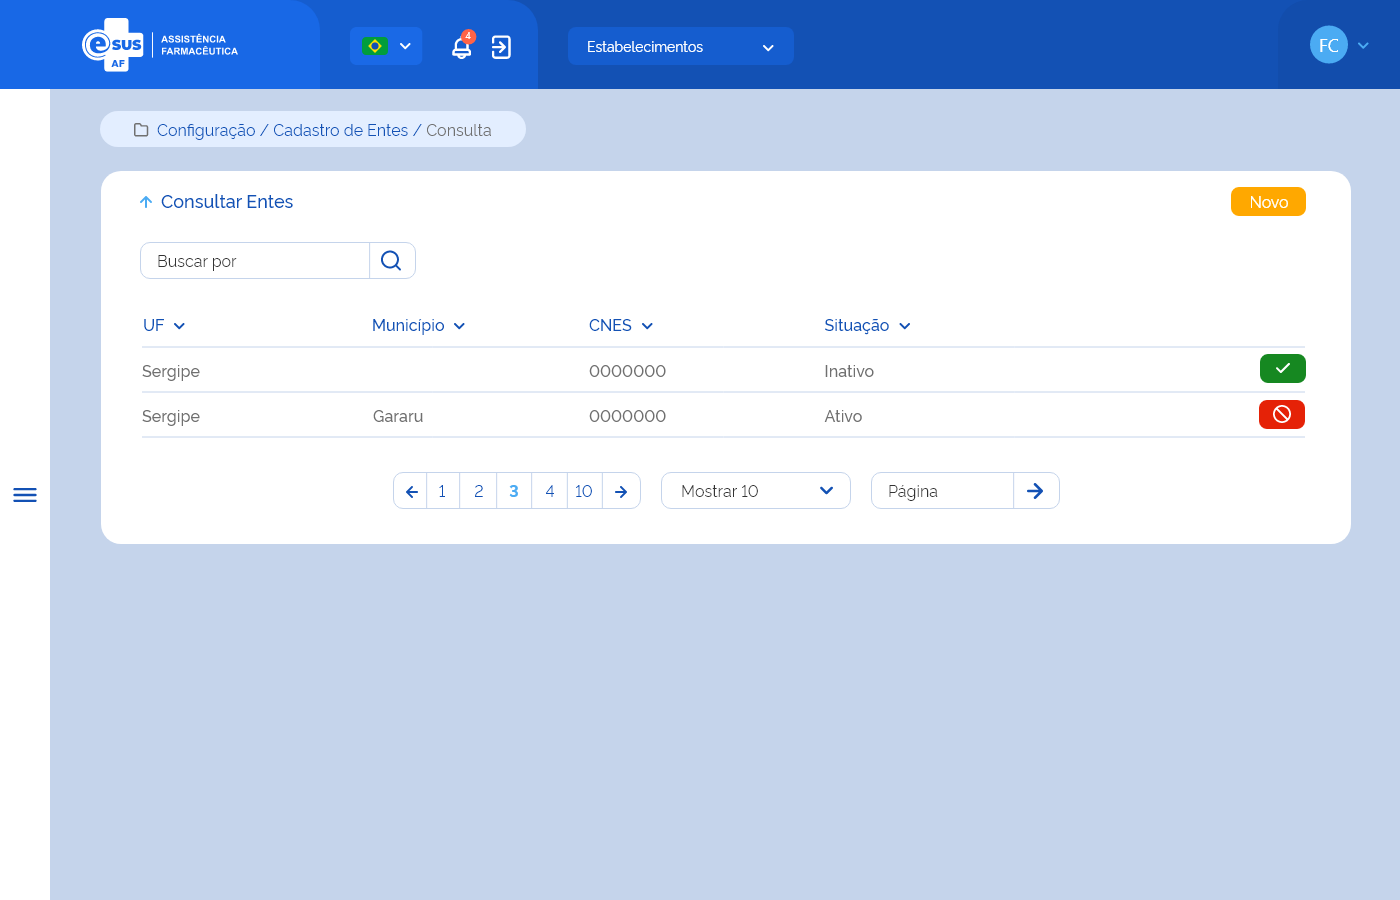 e sus
AF
ASSISTÊNCIA
FARMACÊUTICA
4
Estabelecimentos
FC
Configuração / Cadastro de Entes / Consulta
Consultar Entes
Novo
Buscar por
UF Município CNES Situação
Sergipe 0000000 Inativo
Sergipe Gararu 0000000 Ativo
1 2 3 4 10 Mostrar 10 Página